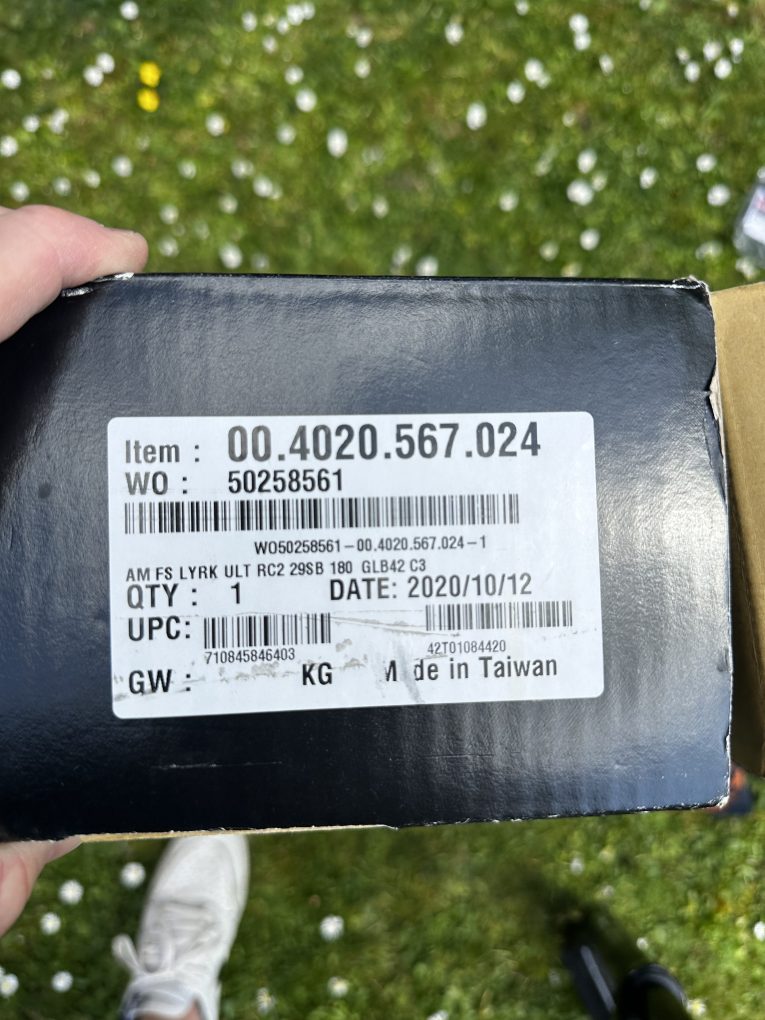 Item : 00.4020.567.024
WO : 50258561
WO50258561-00.4020.567.024-1
AM FS LYRK ULT RC2 29SB 180 GLB42 C3
QTY : 1 DATE: 2020/10/12
UPC:
710845846403 42T01084420
GW : KG M de in Taiwan